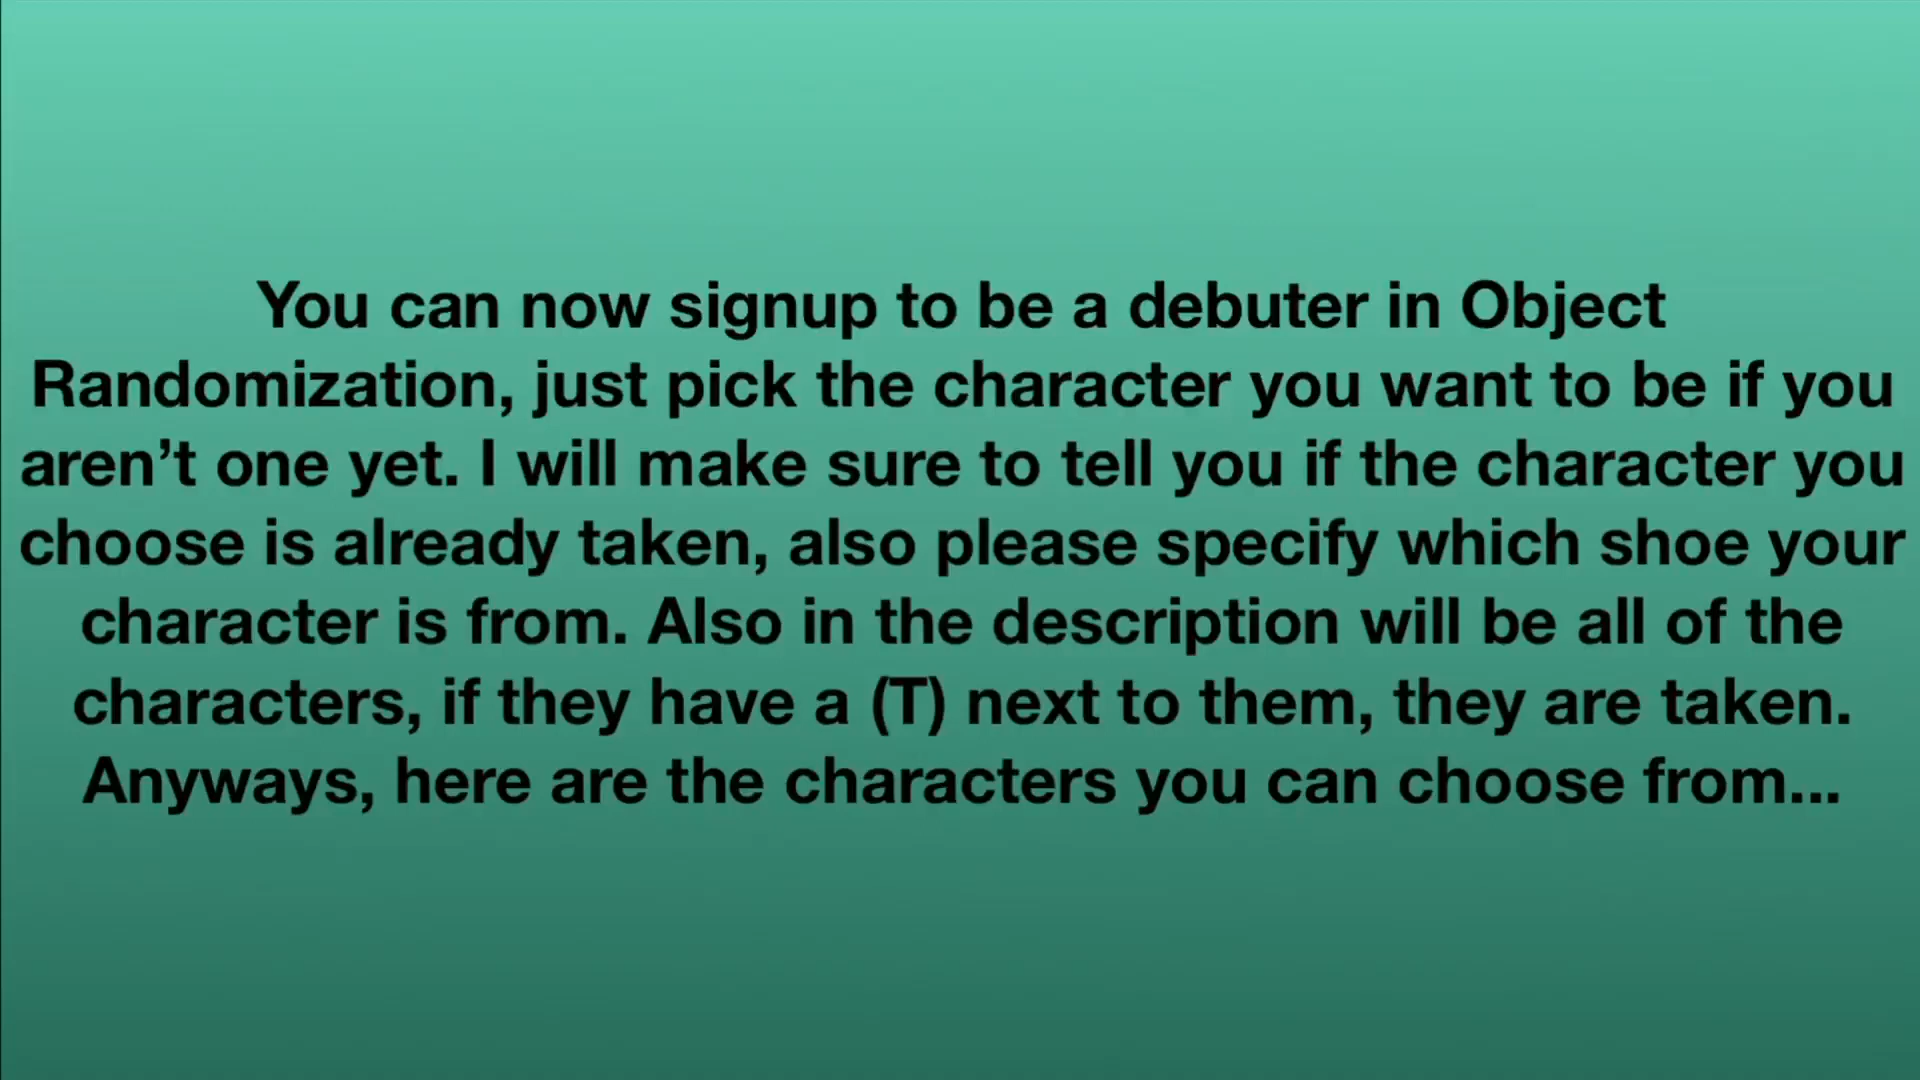 You can now signup to be a debuter in Object
Randomization, just pick the character you want to be if you
aren’t one yet. I will make sure to tell you if the character you
choose is already taken, also please specify which shoe your
character is from. Also in the description will be all of the
characters, if they have a (T) next to them, they are taken.
Anyways, here are the characters you can choose from...